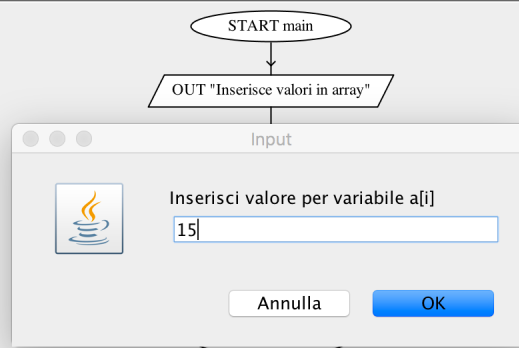 START main
OUT "Inserisce valori in array"
Input
Inserisci valore per variabile a[i]
15
Annulla
OK